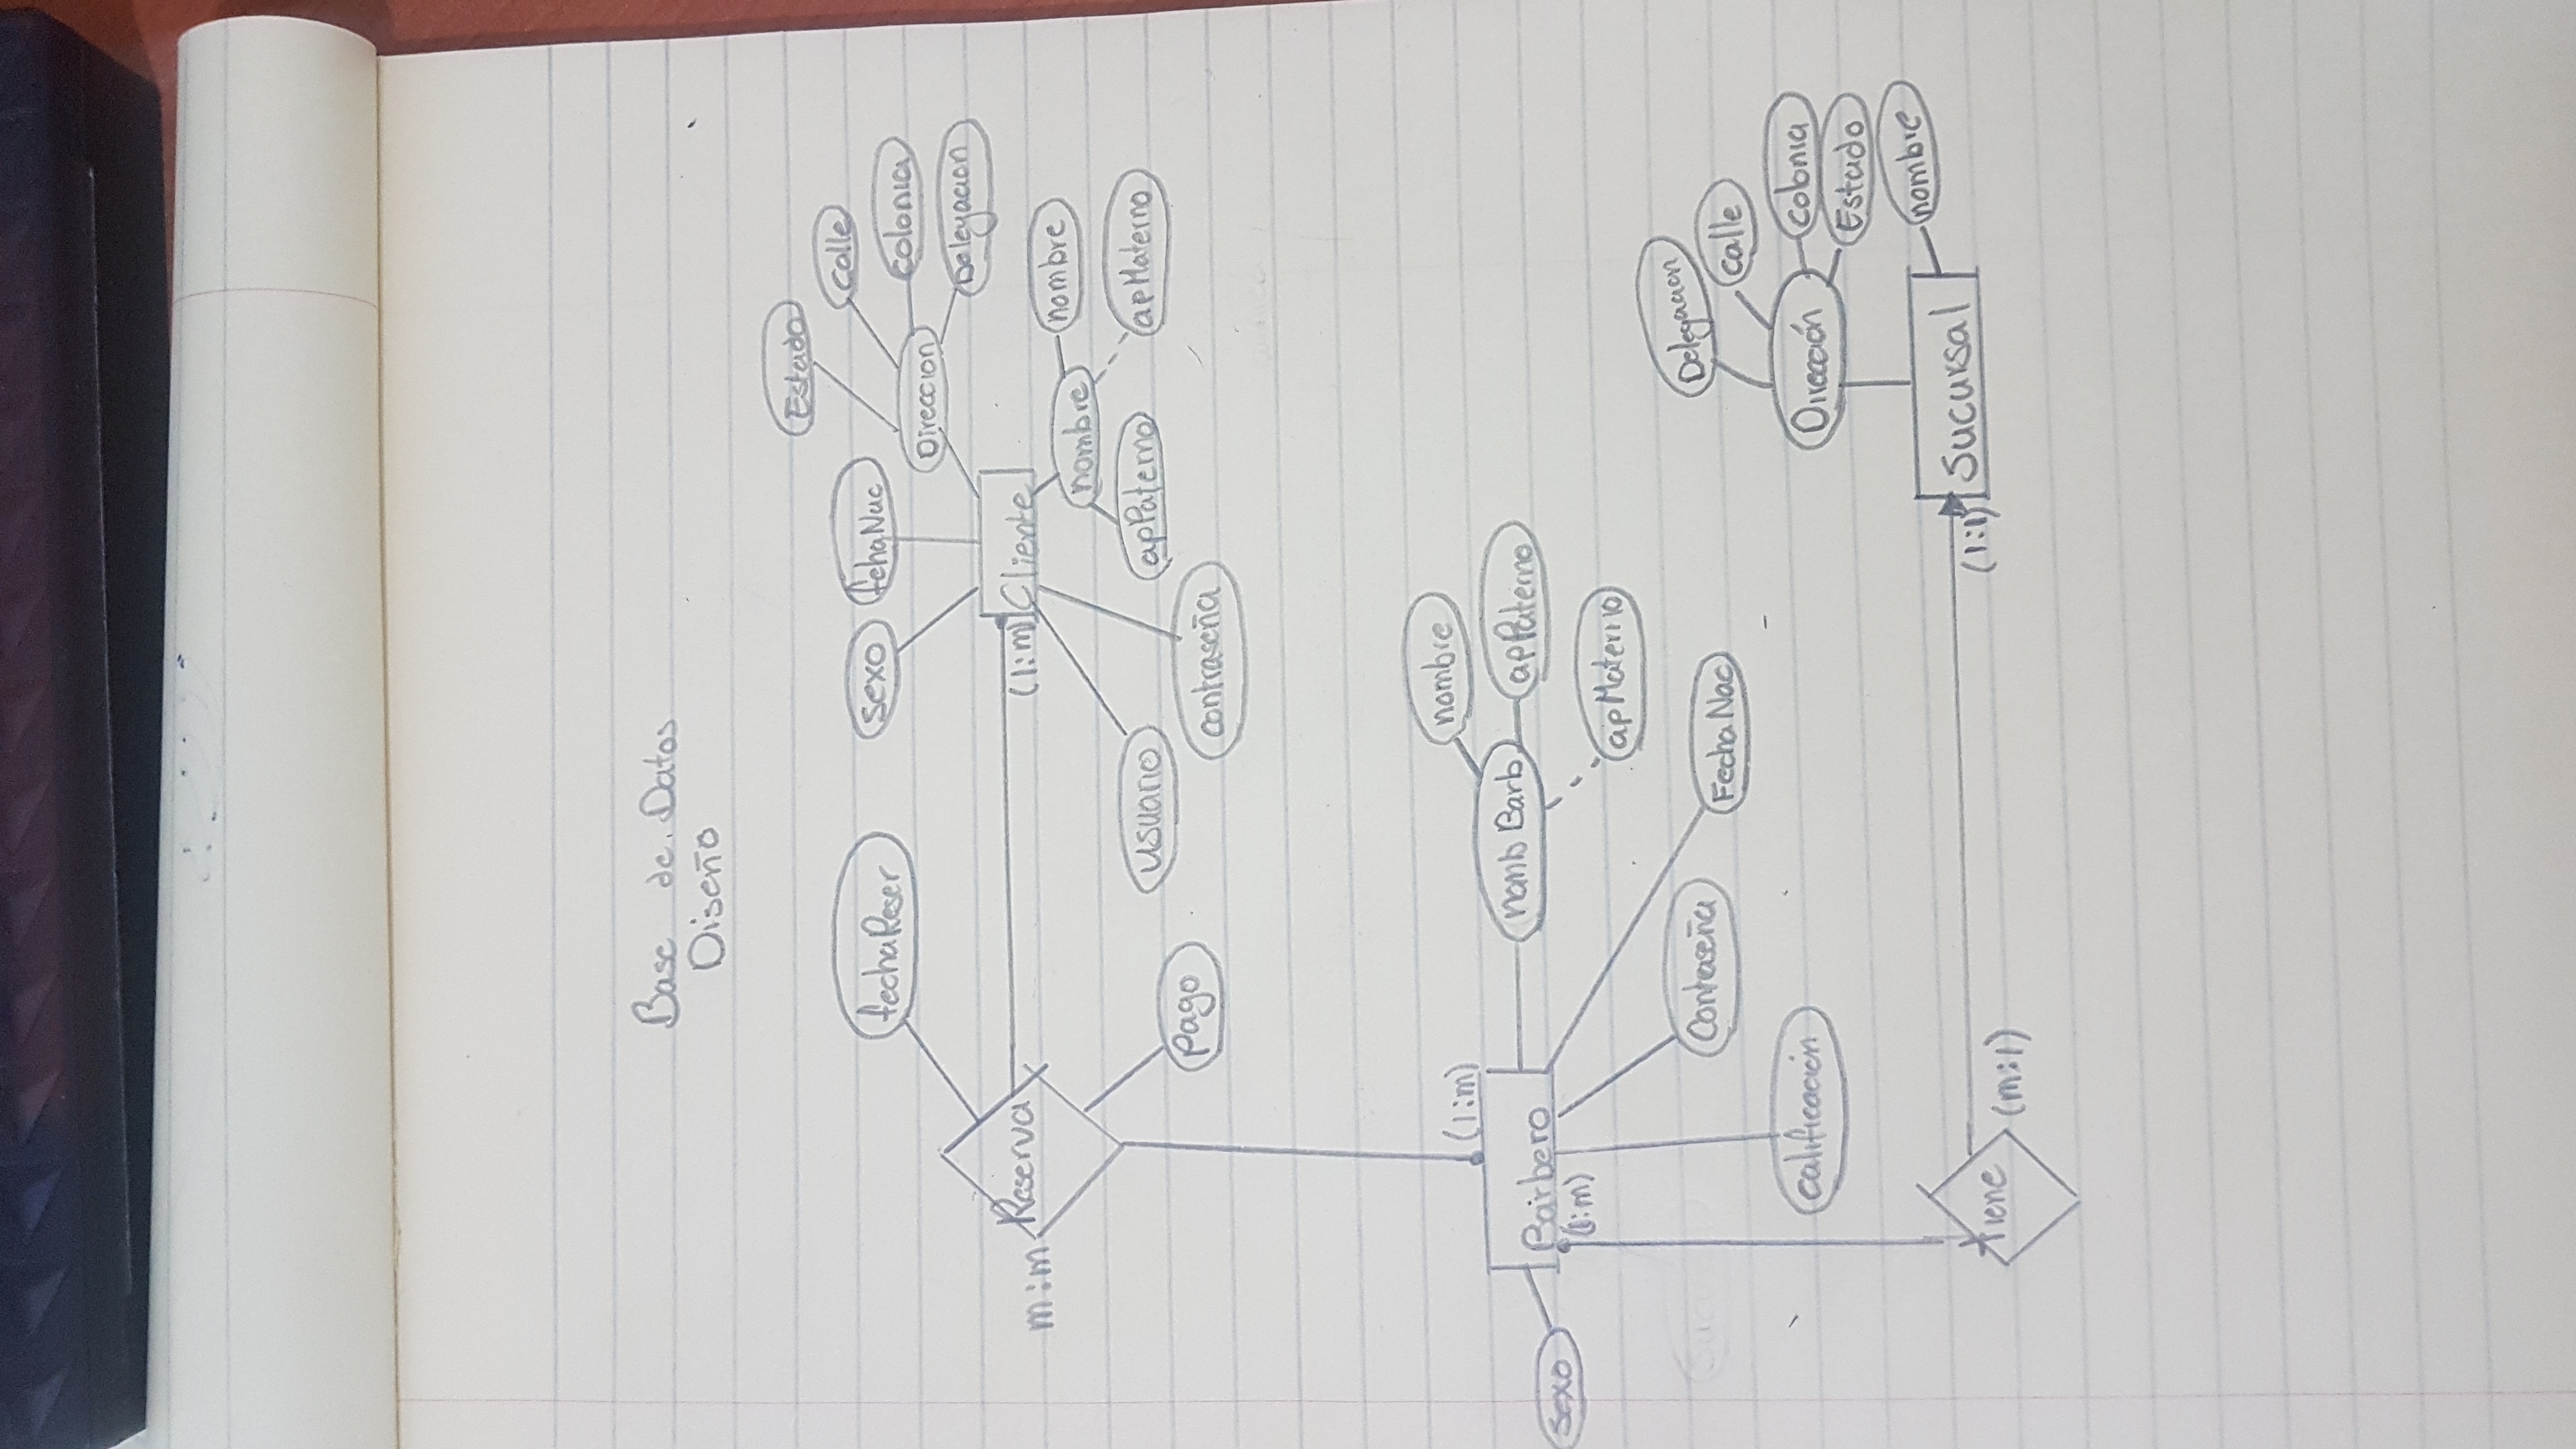 Base de. Datos
Diseño
Estado
calle
fechaReser
sexo
fehaNac
colonia
Direccion
Delegacion
Reserva
m:m
(1:m)
Cliente
nombre
nombre
usuario
apPaterno
apMaterno
pago
contraseña
(1:m)
nombre
nomb Barb
apPaterno
Barbero
sexo
apMaterno
Contraseña
FechaNac
calificación
Delegacion
calle
Dirección
colonia
Estado
nombre
Sucursal
(1:1)
tiene
(m:1)